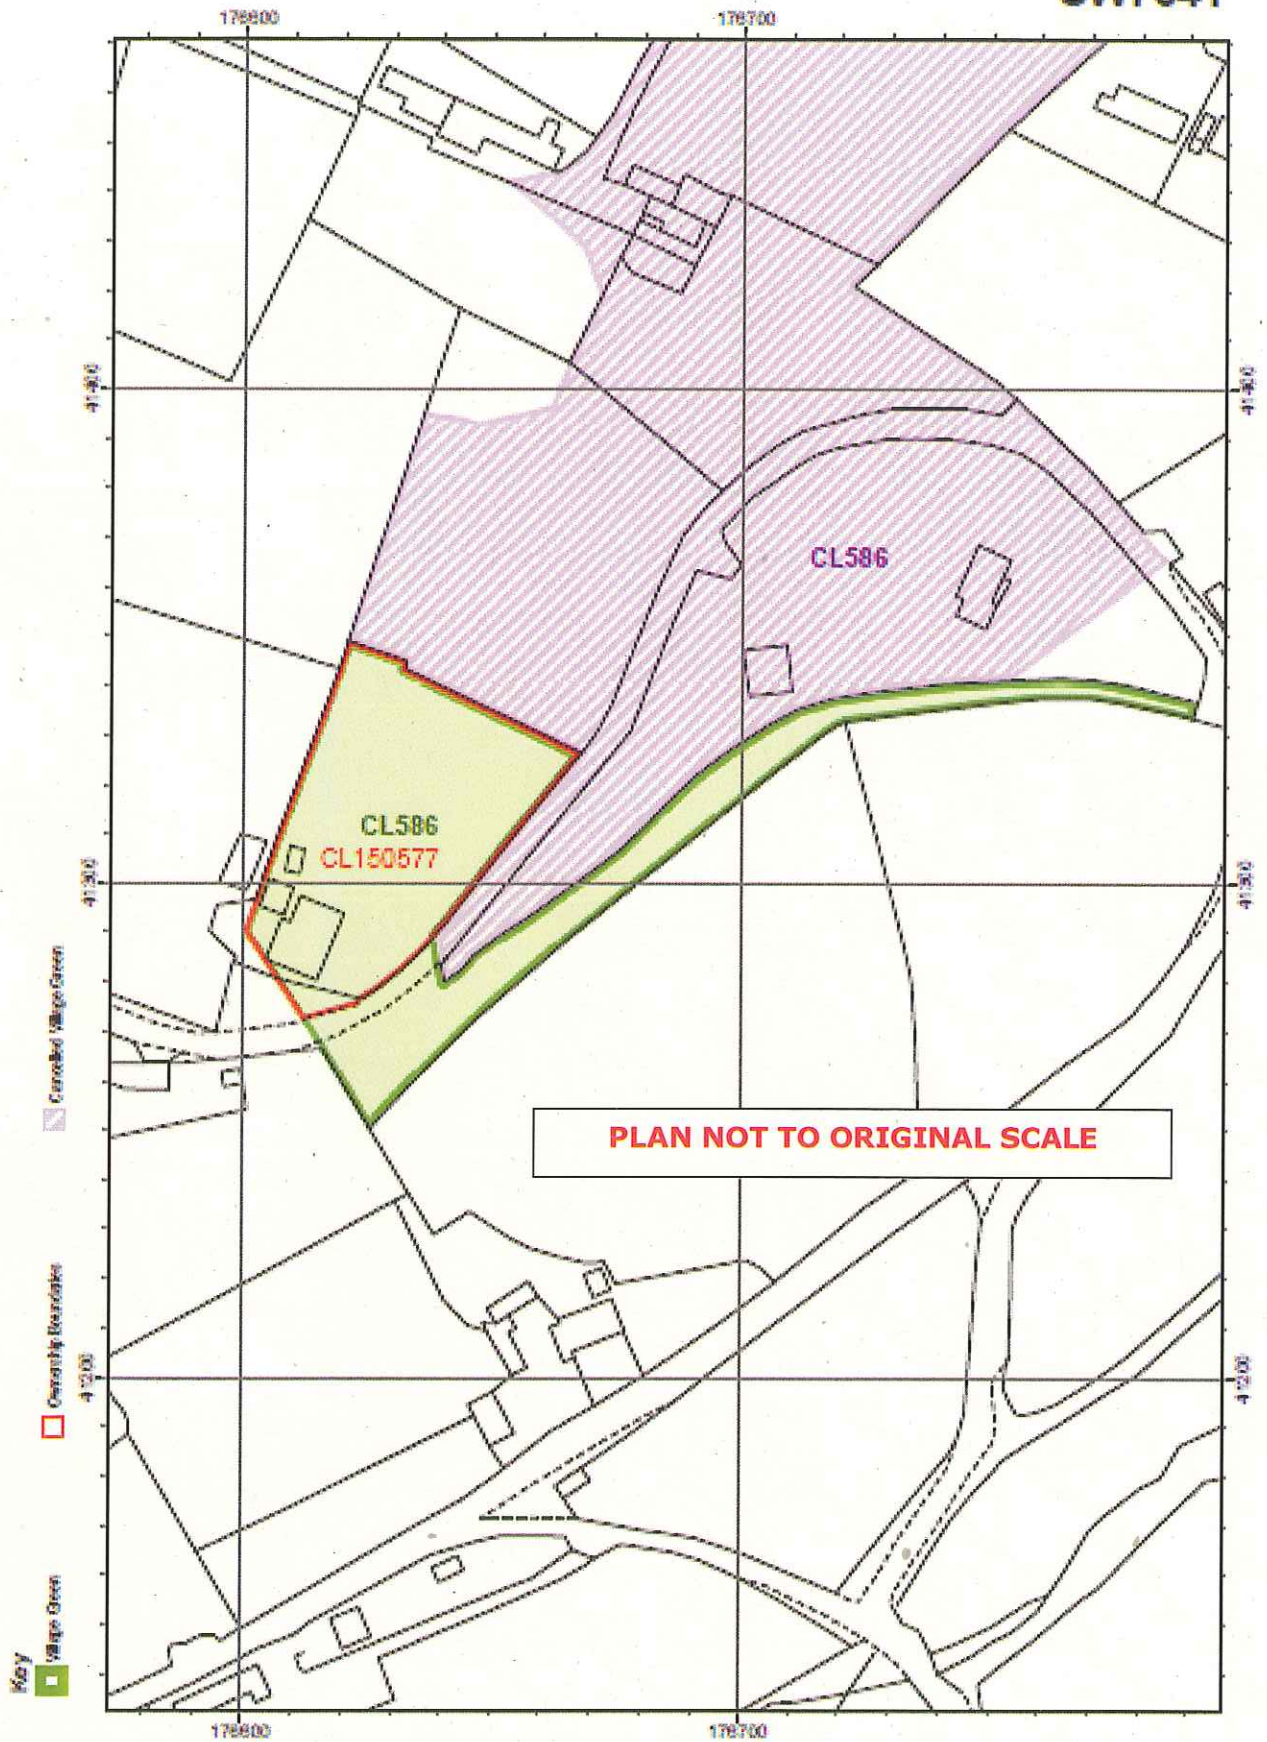 176600
176700
41400
41400
CL586
CL586
CL150577
41300
41300
Cancelled Village Green
PLAN NOT TO ORIGINAL SCALE
Ownership Boundaries
41200
41200
Key
Village Green
176600
176700